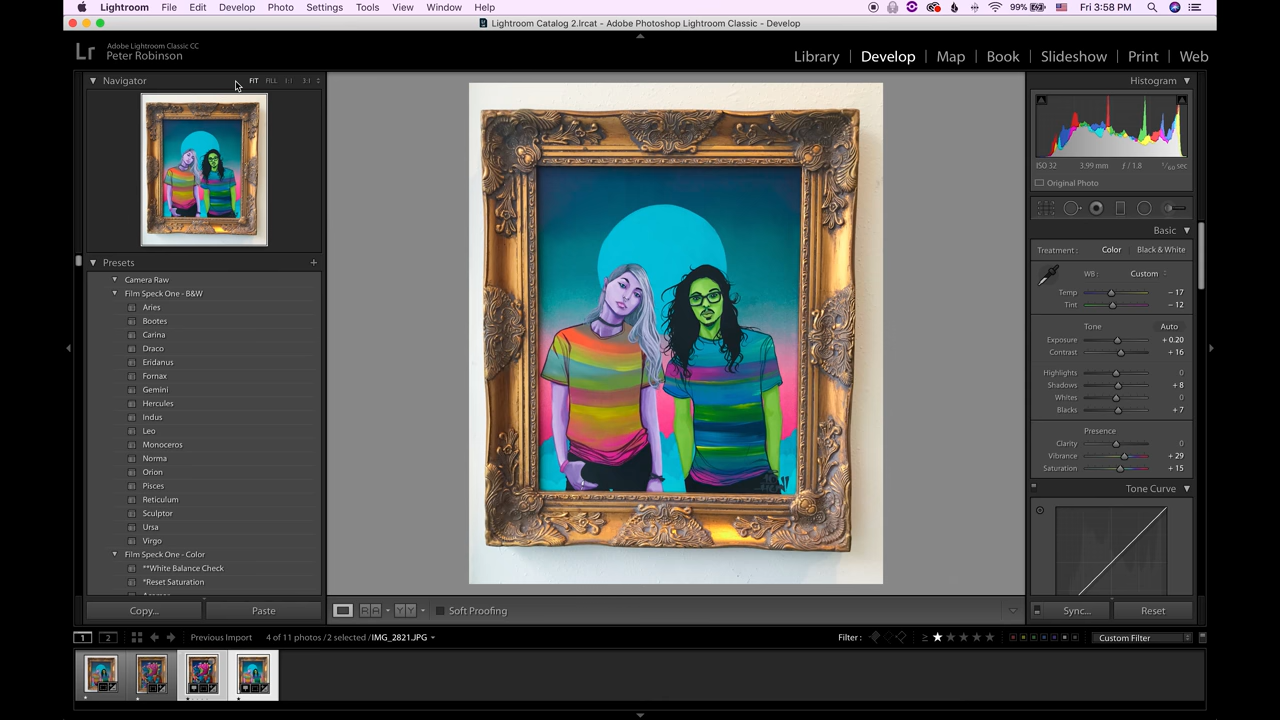 Lightroom File Edit Develop Photo Settings Tools View Window Help 99% Fri 3:58 PM
Lightroom Catalog 2.lrcat - Adobe Photoshop Lightroom Classic - Develop
Lr Adobe Lightroom Classic CC
Peter Robinson
Library | Develop | Map | Book | Slideshow | Print | Web
Navigator FIT FILL 1:1 3:1
Histogram
ISO 32 3.99 mm ƒ / 1.8
Original Photo
Basic
Treatment : Color Black & White
WB : Custom
Temp - 17
Tint - 12
Tone Auto
Exposure + 0.20
Contrast + 16
Highlights 0
Shadows + 8
Whites 0
Blacks + 7
Presence
Clarity 0
Vibrance + 29
Saturation + 15
Tone Curve
Presets +
Camera Raw
Film Speck One - B&W
Aries
Bootes
Carina
Draco
Eridanus
Fornax
Gemini
Hercules
Indus
Leo
Monoceros
Norma
Orion
Pisces
Reticulum
Sculptor
Ursa
Virgo
Film Speck One - Color
**White Balance Check
*Reset Saturation
Copy... Paste
Soft Proofing
Sync... Reset
1 2 Previous Import 4 of 11 photos / 2 selected / IMG_2821.JPG Filter : ≥ Custom Filter